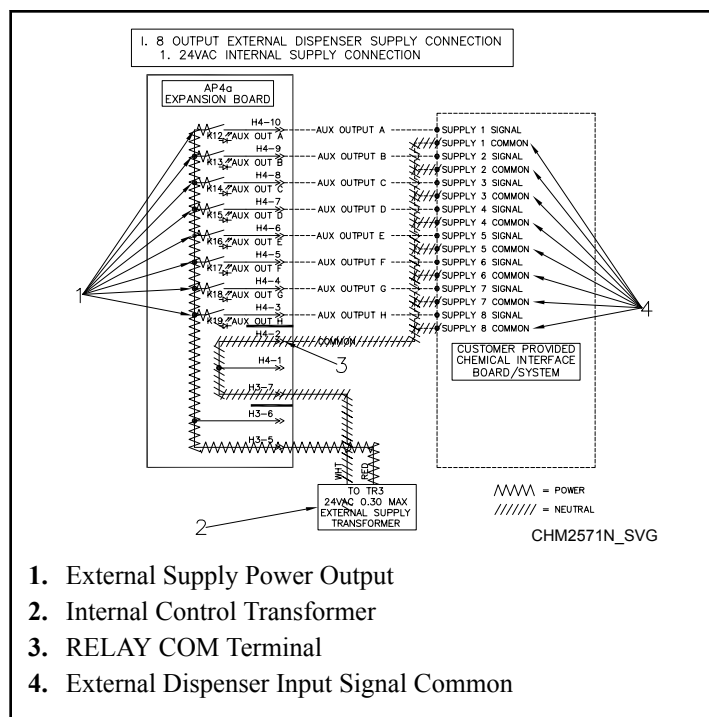 I. 8 OUTPUT EXTERNAL DISPENSER SUPPLY CONNECTION
1. 24VAC INTERNAL SUPPLY CONNECTION
AP4a
EXPANSION BOARD
H4-10
K12 AUX OUT A
AUX OUTPUT A
SUPPLY 1 SIGNAL
SUPPLY 1 COMMON
H4-9
K13 AUX OUT B
AUX OUTPUT B
SUPPLY 2 SIGNAL
SUPPLY 2 COMMON
H4-8
K14 AUX OUT C
AUX OUTPUT C
SUPPLY 3 SIGNAL
SUPPLY 3 COMMON
H4-7
K15 AUX OUT D
AUX OUTPUT D
SUPPLY 4 SIGNAL
SUPPLY 4 COMMON
H4-6
K16 AUX OUT E
AUX OUTPUT E
SUPPLY 5 SIGNAL
SUPPLY 5 COMMON
H4-5
K17 AUX OUT F
AUX OUTPUT F
SUPPLY 6 SIGNAL
SUPPLY 6 COMMON
H4-4
K18 AUX OUT G
AUX OUTPUT G
SUPPLY 7 SIGNAL
SUPPLY 7 COMMON
H4-3
K19 AUX OUT H
AUX OUTPUT H
SUPPLY 8 SIGNAL
SUPPLY 8 COMMON
1
4
H4-2
COMMON
3
H4-1
H3-7
H3-6
H3-5
CUSTOMER PROVIDED
CHEMICAL INTERFACE
BOARD/SYSTEM
WHT
RED
2
TO TR3
24VAC 0.30 MAX
EXTERNAL SUPPLY
TRANSFORMER
= POWER
= NEUTRAL
CHM2571N_SVG
1. External Supply Power Output
2. Internal Control Transformer
3. RELAY COM Terminal
4. External Dispenser Input Signal Common